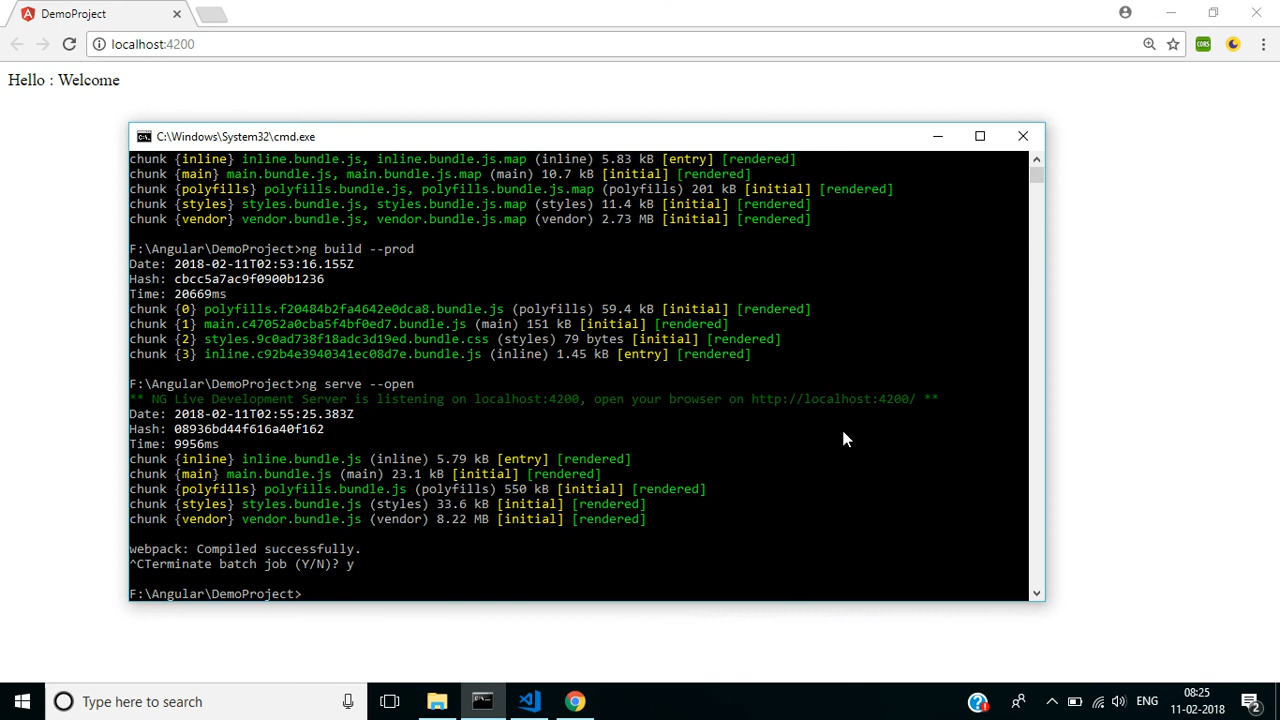 DemoProject
localhost:4200
CORS
Hello : Welcome
C:\Windows\System32\cmd.exe
chunk {inline} inline.bundle.js, inline.bundle.js.map (inline) 5.83 kB [entry] [rendered]
chunk {main} main.bundle.js, main.bundle.js.map (main) 10.7 kB [initial] [rendered]
chunk {polyfills} polyfills.bundle.js, polyfills.bundle.js.map (polyfills) 201 kB [initial] [rendered]
chunk {styles} styles.bundle.js, styles.bundle.js.map (styles) 11.4 kB [initial] [rendered]
chunk {vendor} vendor.bundle.js, vendor.bundle.js.map (vendor) 2.73 MB [initial] [rendered]
F:\Angular\DemoProject>ng build --prod
Date: 2018-02-11T02:53:16.155Z
Hash: cbcc5a7ac9f0900b1236
Time: 20669ms
chunk {0} polyfills.f20484b2fa4642e0dca8.bundle.js (polyfills) 59.4 kB [initial] [rendered]
chunk {1} main.c47052a0cba5f4bf0ed7.bundle.js (main) 151 kB [initial] [rendered]
chunk {2} styles.9c0ad738f18adc3d19ed.bundle.css (styles) 79 bytes [initial] [rendered]
chunk {3} inline.c92b4e3940341ec08d7e.bundle.js (inline) 1.45 kB [entry] [rendered]
F:\Angular\DemoProject>ng serve --open
** NG Live Development Server is listening on localhost:4200, open your browser on http://localhost:4200/ **
Date: 2018-02-11T02:55:25.383Z
Hash: 08936bd44f616a40f162
Time: 9956ms
chunk {inline} inline.bundle.js (inline) 5.79 kB [entry] [rendered]
chunk {main} main.bundle.js (main) 23.1 kB [initial] [rendered]
chunk {polyfills} polyfills.bundle.js (polyfills) 550 kB [initial] [rendered]
chunk {styles} styles.bundle.js (styles) 33.6 kB [initial] [rendered]
chunk {vendor} vendor.bundle.js (vendor) 8.22 MB [initial] [rendered]
webpack: Compiled successfully.
^CTerminate batch job (Y/N)? y
F:\Angular\DemoProject>
Type here to search
ENG
08:25
11-02-2018
2